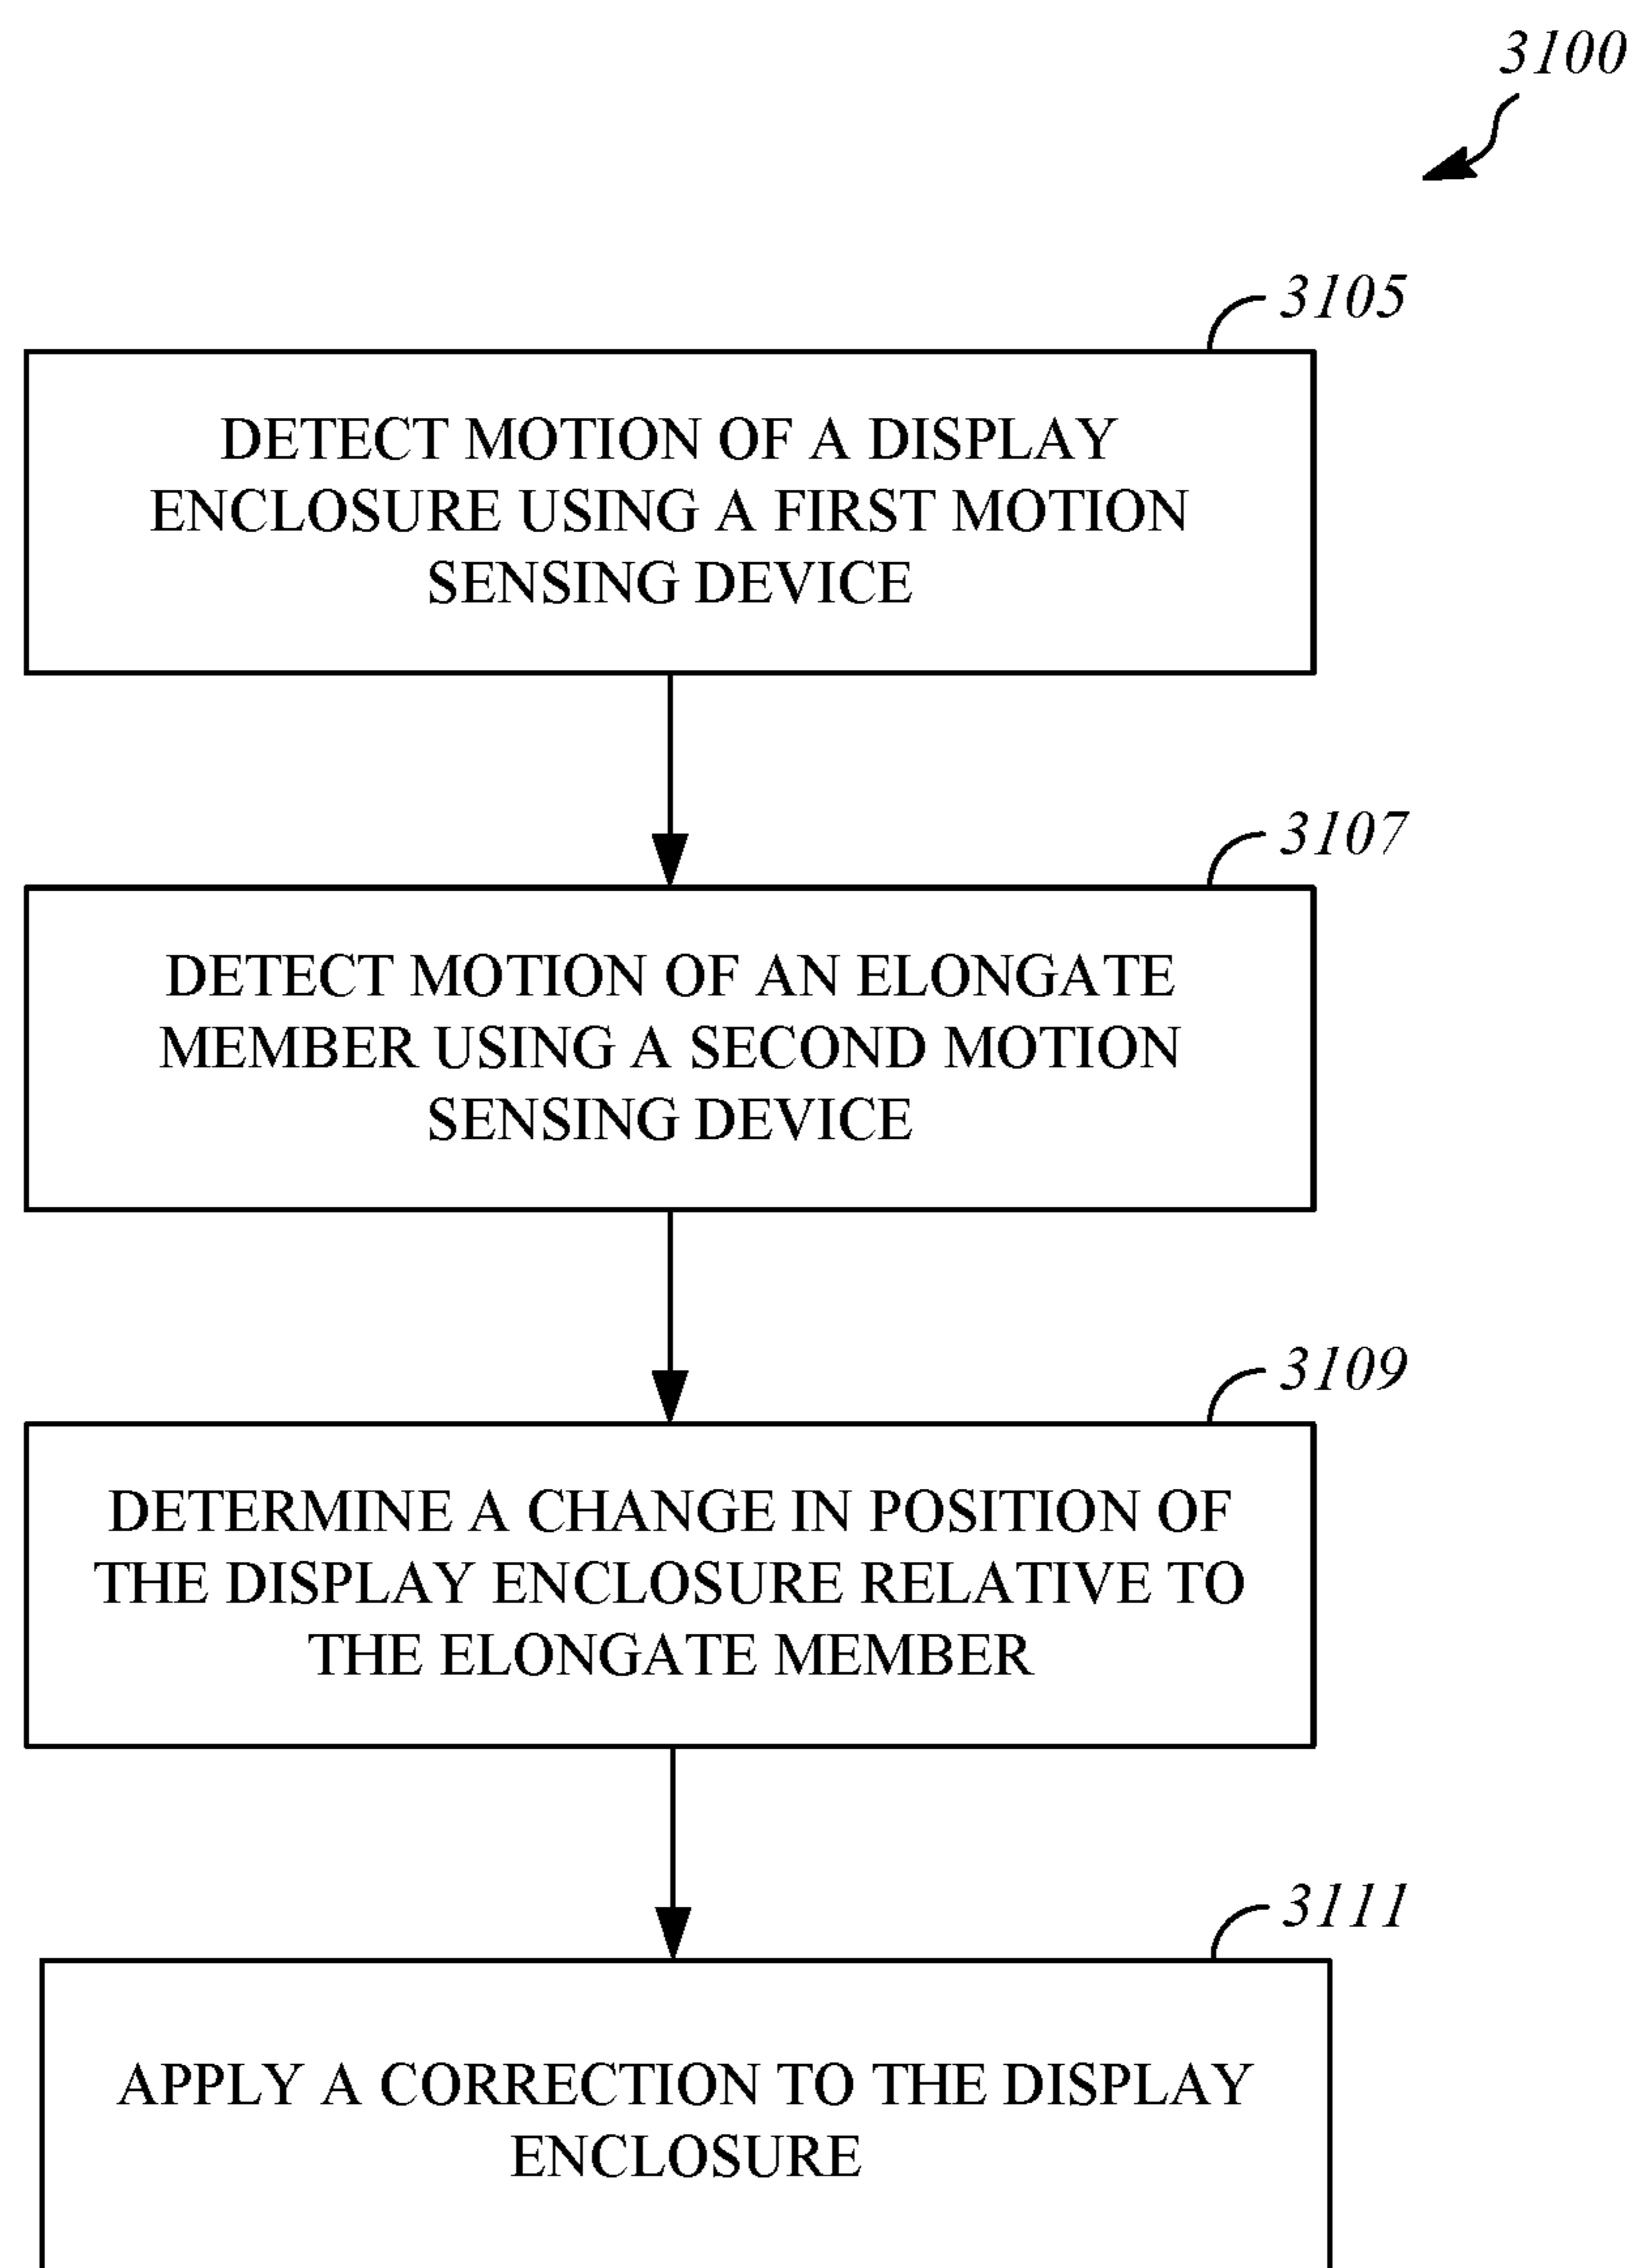 3100
3105
DETECT MOTION OF A DISPLAY
ENCLOSURE USING A FIRST MOTION
SENSING DEVICE
3107
DETECT MOTION OF AN ELONGATE
MEMBER USING A SECOND MOTION
SENSING DEVICE
3109
DETERMINE A CHANGE IN POSITION OF
THE DISPLAY ENCLOSURE RELATIVE TO
THE ELONGATE MEMBER
3111
APPLY A CORRECTION TO THE DISPLAY
ENCLOSURE